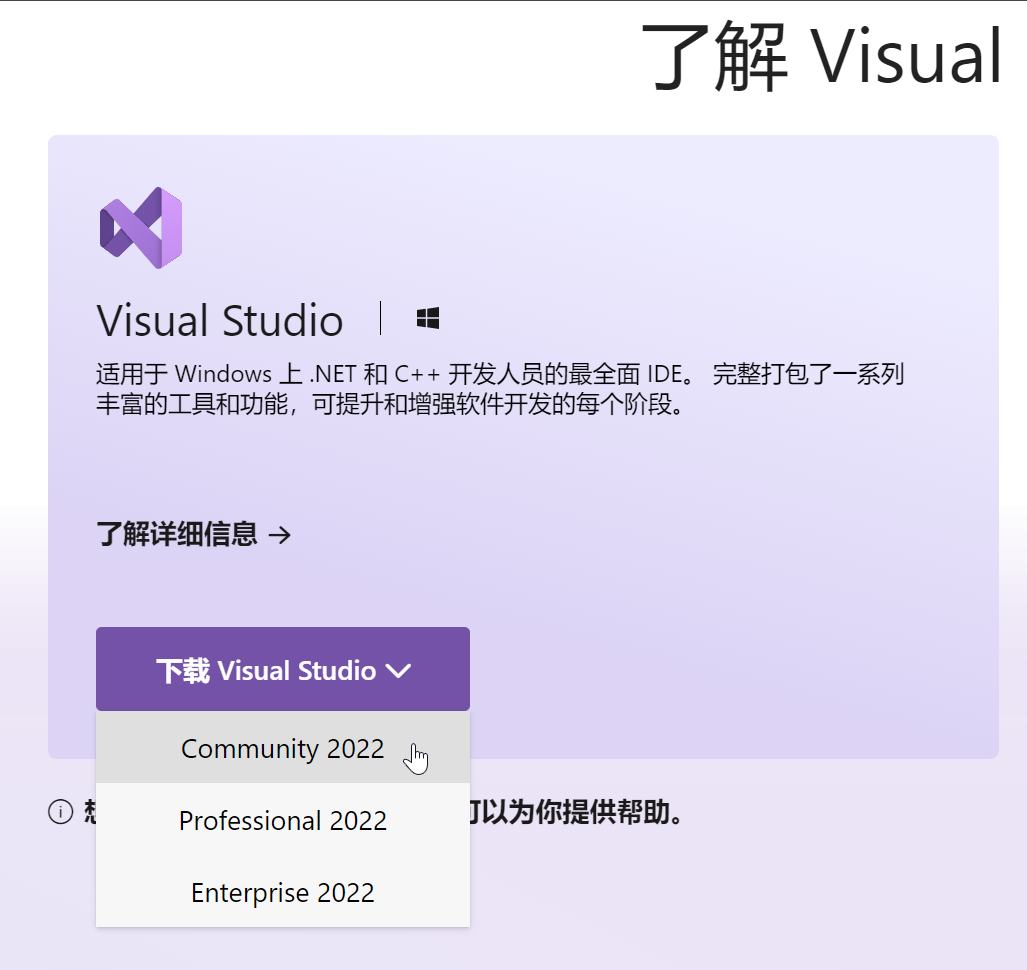 了解 Visual
Visual Studio
适用于 Windows 上 .NET 和 C++ 开发人员的最全面 IDE。 完整打包了一系列
丰富的工具和功能，可提升和增强软件开发的每个阶段。
了解详细信息 →
下载 Visual Studio
Community 2022
可以为你提供帮助。
Professional 2022
Enterprise 2022